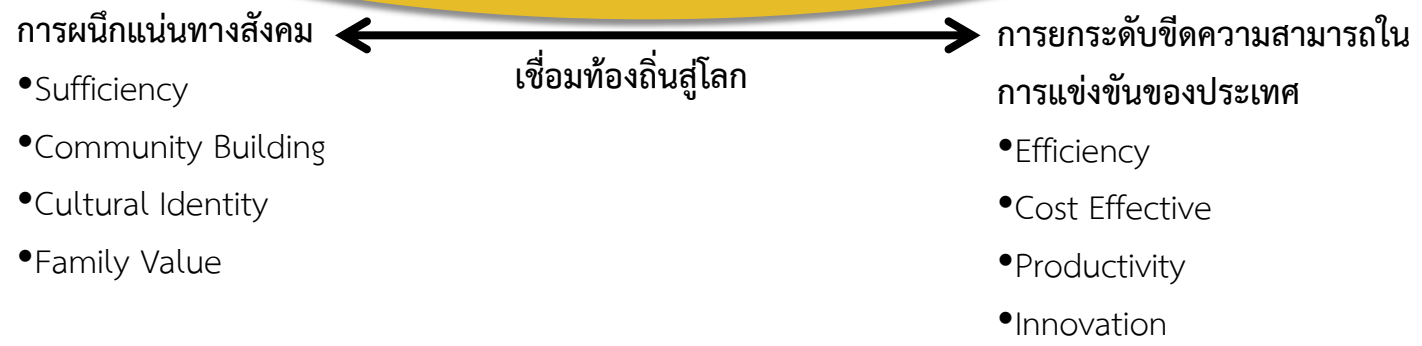 การผนึกแน่นทางสังคม
•Sufficiency
•Community Building
•Cultural Identity
•Family Value
เชื่อมท้องถิ่นสู่โลก
การยกระดับขีดความสามารถใน
การแข่งขันของประเทศ
•Efficiency
•Cost Effective
•Productivity
•Innovation